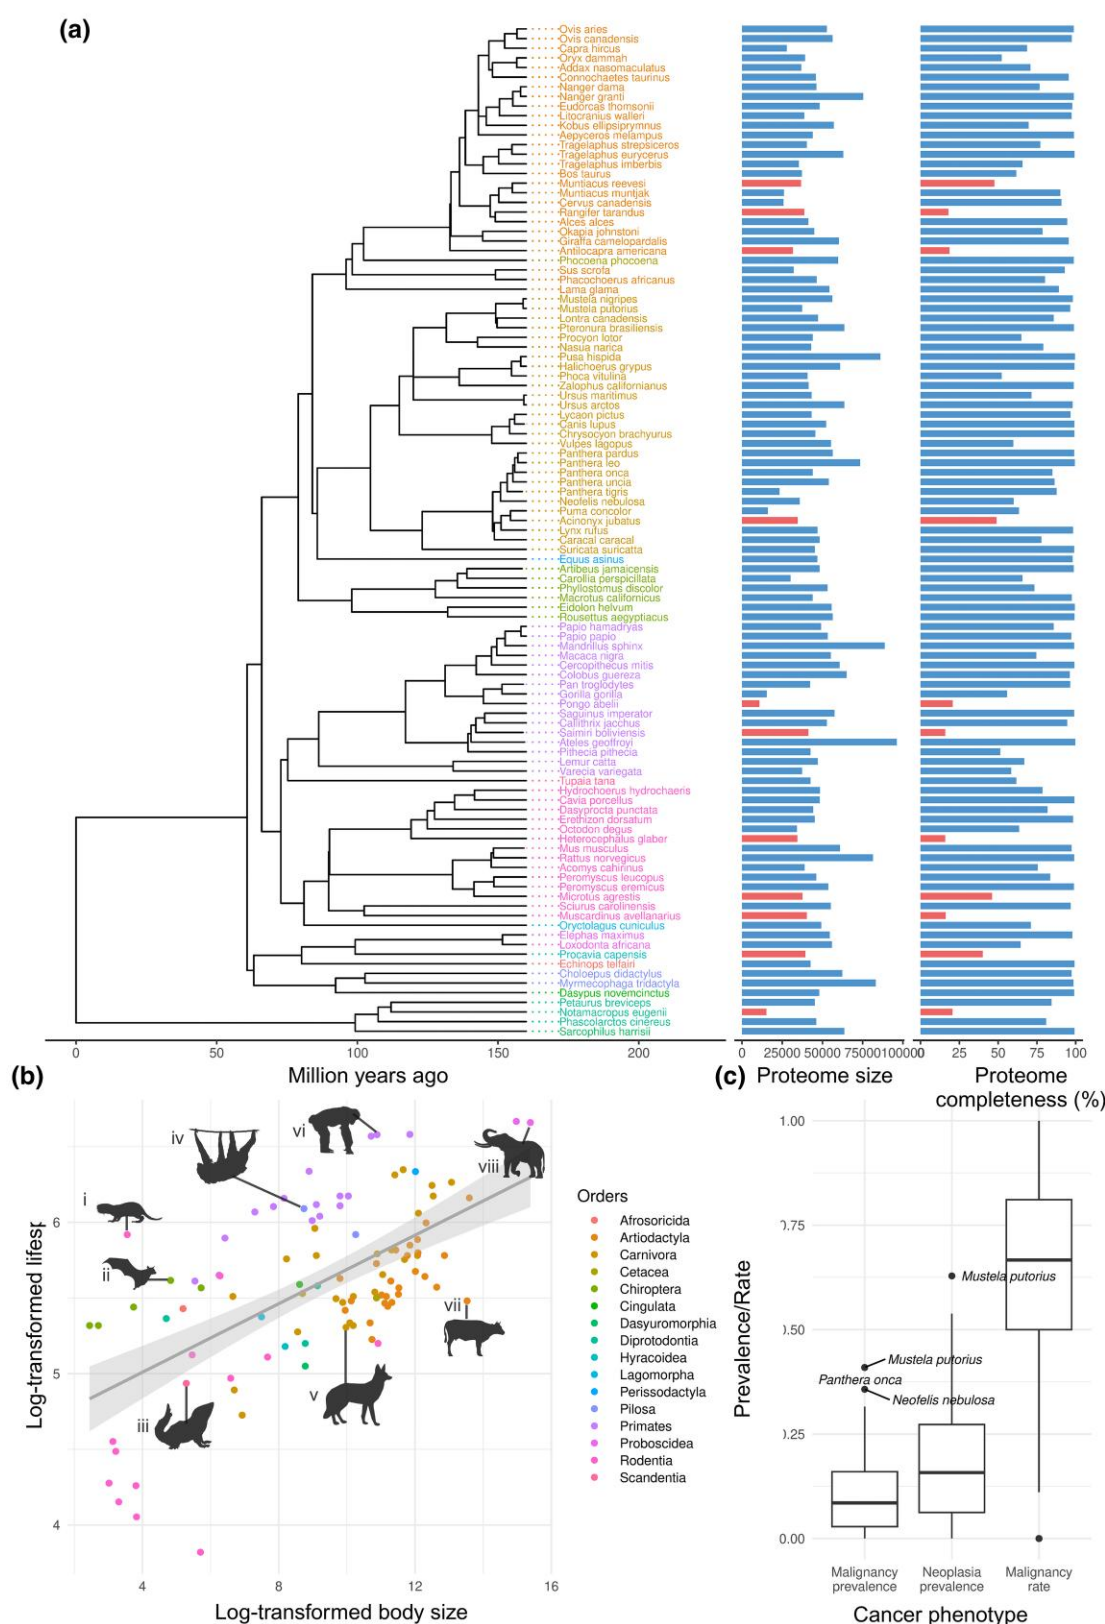 (a)
Ovis aries
Ovis canadensis
Capra hircus
Oryx dammah
Addax nasomaculatus
Connochaetes taurinus
Nanger dama
Nanger granti
Eudorcas thomsonii
Litocranius walleri
Kobus ellipsiprymnus
Aepyceros melampus
Tragelaphus strepsiceros
Tragelaphus eurycerus
Tragelaphus imberbis
Bos taurus
Muntiacus reevesi
Muntiacus muntjak
Cervus canadensis
Rangifer tarandus
Alces alces
Okapia johnstoni
Giraffa camelopardalis
Antilocapra americana
Phocoena phocoena
Sus scrofa
Phacochoerus africanus
Lama glama
Mustela nigripes
Mustela putorius
Lontra canadensis
Pteronura brasiliensis
Procyon lotor
Nasua narica
Pusa hispida
Halichoerus grypus
Phoca vitulina
Zalophus californianus
Ursus maritimus
Ursus arctos
Lycaon pictus
Canis lupus
Chrysocyon brachyurus
Vulpes lagopus
Panthera pardus
Panthera leo
Panthera onca
Panthera uncia
Panthera tigris
Neofelis nebulosa
Puma concolor
Acinonyx jubatus
Lynx rufus
Caracal caracal
Suricata suricatta
Equus asinus
Artibeus jamaicensis
Carollia perspicillata
Phyllostomus discolor
Macrotus californicus
Eidolon helvum
Rousettus aegyptiacus
Papio hamadryas
Papio papio
Mandrillus sphinx
Macaca nigra
Cercopithecus mitis
Colobus guereza
Pan troglodytes
Gorilla gorilla
Pongo abelii
Saguinus imperator
Callithrix jacchus
Saimiri boliviensis
Ateles geoffroyi
Pithecia pithecia
Lemur catta
Varecia variegata
Tupaia tana
Hydrochoerus hydrochaeris
Cavia porcellus
Dasyprocta punctata
Erethizon dorsatum
Octodon degus
Heterocephalus glaber
Mus musculus
Rattus norvegicus
Acomys cahirinus
Peromyscus leucopus
Peromyscus eremicus
Microtus agrestis
Sciurus carolinensis
Muscardinus avellanarius
Oryctolagus cuniculus
Elephas maximus
Loxodonta africana
Procavia capensis
Echinops telfairi
Choloepus didactylus
Myrmecophaga tridactyla
Dasypus novemcinctus
Petaurus breviceps
Notamacropus eugenii
Phascolarctos cinereus
Sarcophilus harrisii
0 50 100 150 200
Million years ago
0 25000 50000 75000 100000
Proteome size
0 25 50 75 100
Proteome
completeness (%)
(b)
Log-transformed lifesp
6
5
4
i
ii
iii
iv
v
vi
vii
viii
4 8 12 16
Log-transformed body size
Orders
Afrosoricida
Artiodactyla
Carnivora
Cetacea
Chiroptera
Cingulata
Dasyuromorphia
Diprotodontia
Hyracoidea
Lagomorpha
Perissodactyla
Pilosa
Primates
Proboscidea
Rodentia
Scandentia
(c)
Prevalence/Rate
1.00
0.75
0.50
0.25
0.00
Mustela putorius
Mustela putorius
Panthera onca
Neofelis nebulosa
Malignancy
prevalence
Neoplasia
prevalence
Malignancy
rate
Cancer phenotype